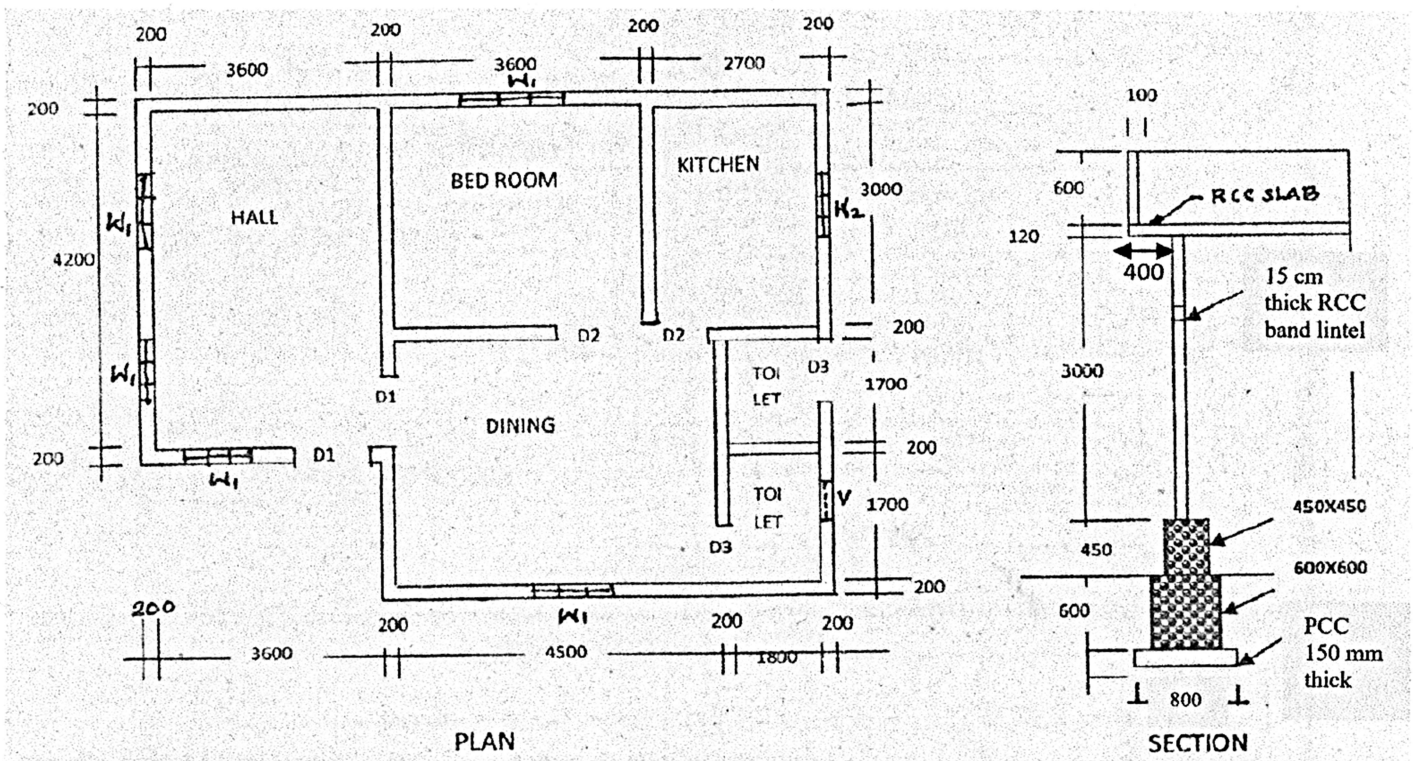 200 200 200 200
3600 3600 2700
W1
200
HALL
BED ROOM
KITCHEN
W1
W2
3000
4200
200
D2 D2
W1
D1
DINING
TOI
LET
D3
1700
200
D1
W1
200
TOI
LET
V
1700
D3
W1
200
200 200 200 200
3600 4500 1800
PLAN
100
600
RCC SLAB
120
400
15 cm
thick RCC
band lintel
3000
450X450
450
600X600
600
PCC
150 mm
thick
800
SECTION